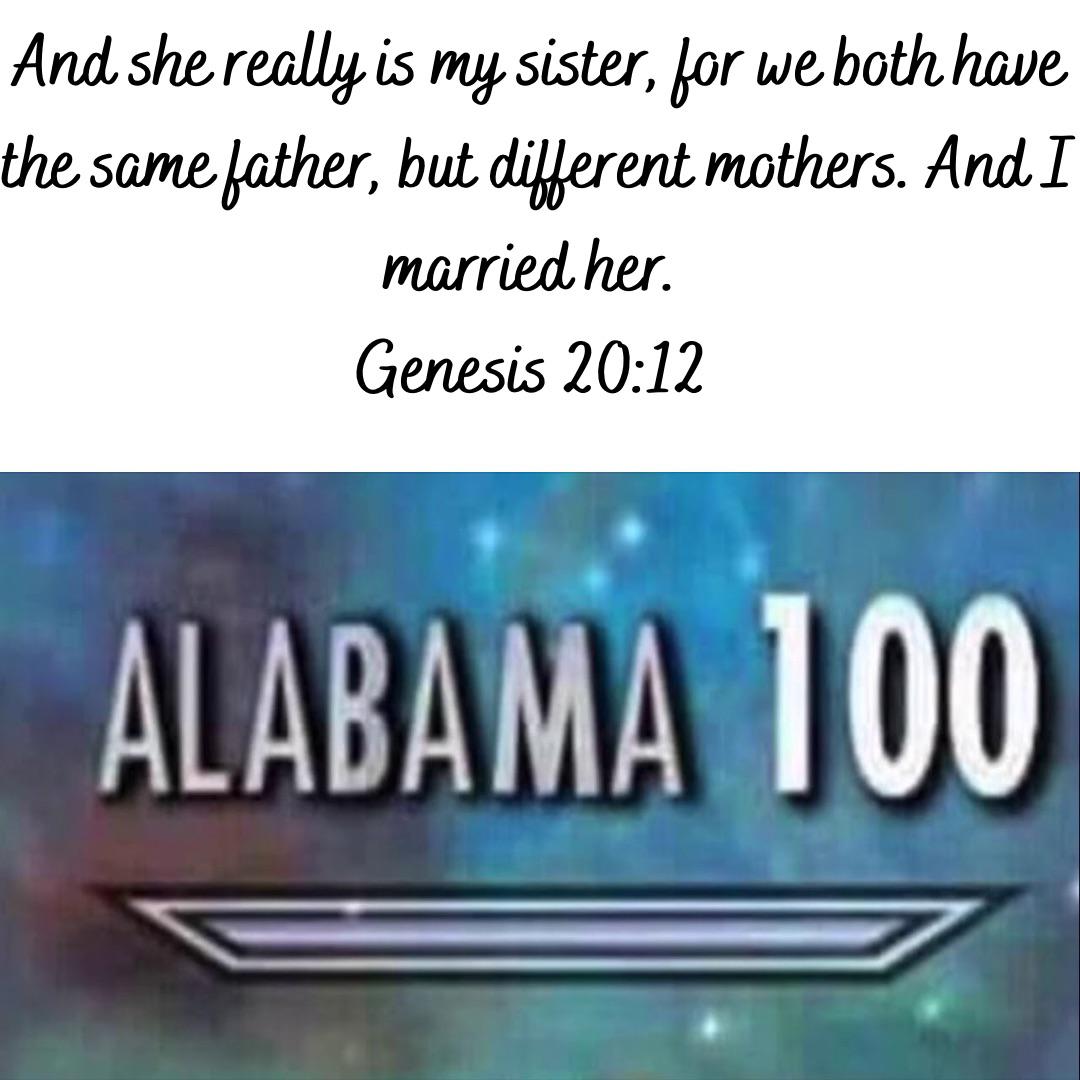 And she really is my sister, for we both have
the same father, but different mothers. And I
married her.
Genesis 20:12
ALABAMA 100